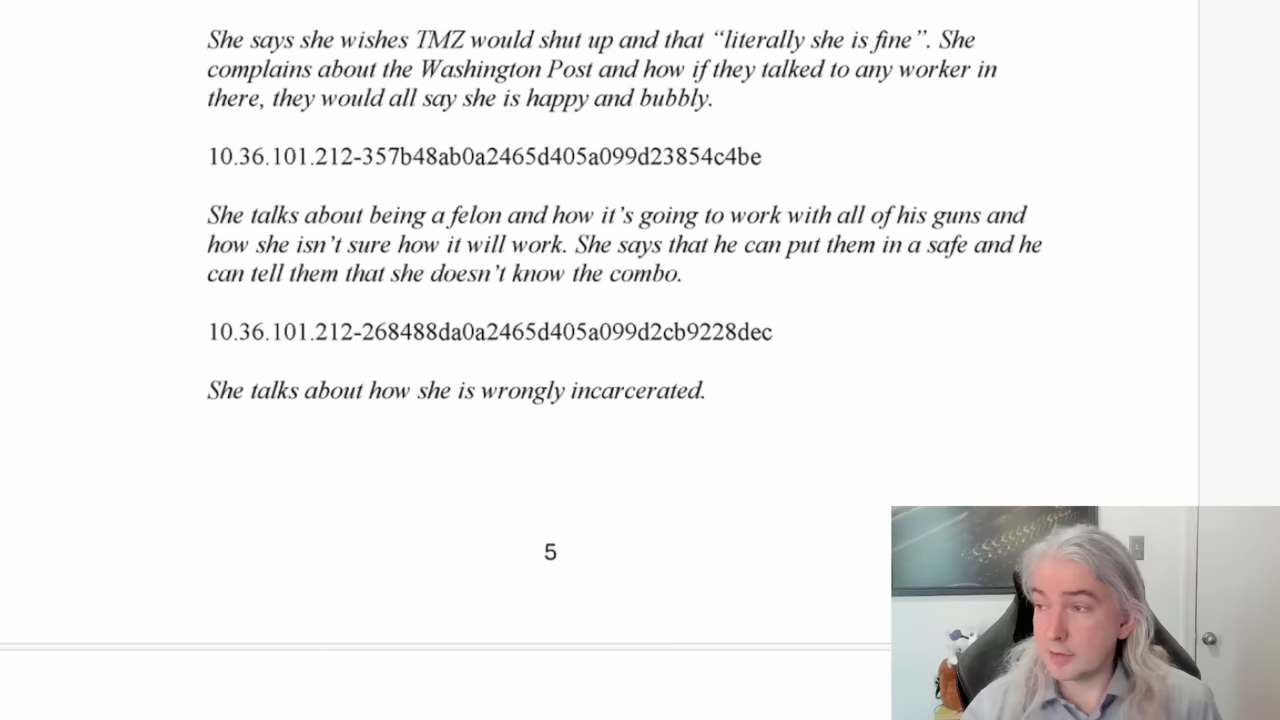 She says she wishes TMZ would shut up and that “literally she is fine”. She
complains about the Washington Post and how if they talked to any worker in
there, they would all say she is happy and bubbly.
10.36.101.212-357b48ab0a2465d405a099d23854c4be
She talks about being a felon and how it’s going to work with all of his guns and
how she isn’t sure how it will work. She says that he can put them in a safe and he
can tell them that she doesn’t know the combo.
10.36.101.212-268488da0a2465d405a099d2cb9228dec
She talks about how she is wrongly incarcerated.
5